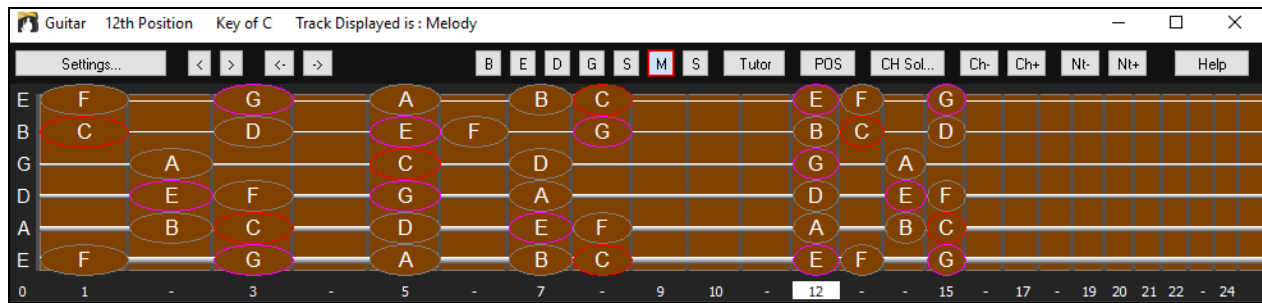 Guitar 12th Position Key of C Track Displayed is : Melody
Settings... < > <- -> B E D G S M S Tutor POS CH Sol... Ch- Ch+ Nt- Nt+ Help
E F G A B C E F G
B C D E F G B C D
G A C D G A
D E F G A D E F
A B C D E F A B C
E F G A B C E F G
0 1 - 3 - 5 - 7 - 9 10 - 12 - - 15 - 17 - 19 20 21 22 - 24